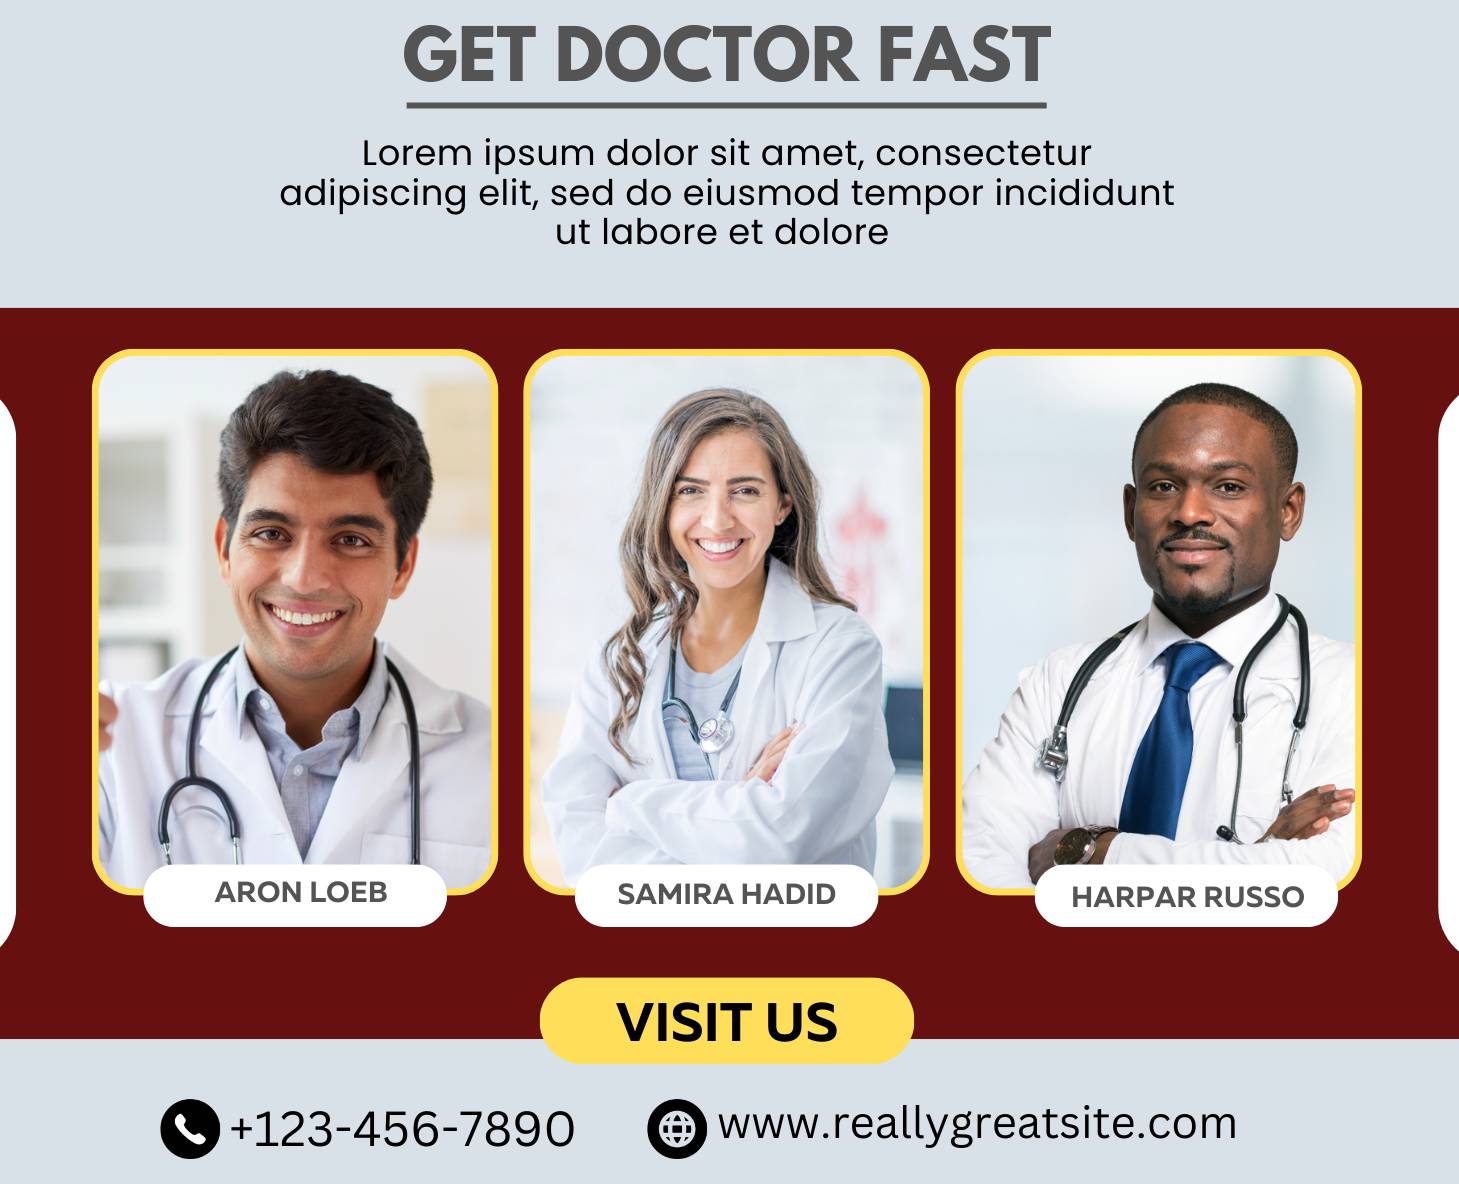 GET DOCTOR FAST
Lorem ipsum dolor sit amet, consectetur
adipiscing elit, sed do eiusmod tempor incididunt
ut labore et dolore
ARON LOEB
SAMIRA HADID
HARPAR RUSSO
VISIT US
+123-456-7890
www.reallygreatsite.com